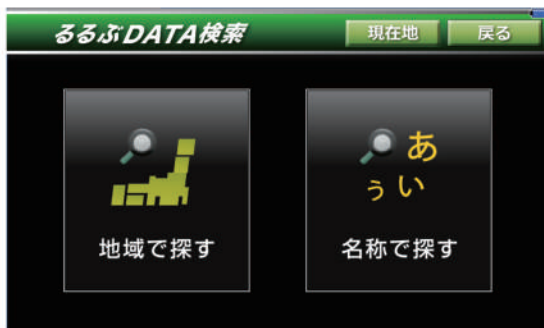 るるぶDATA検索
現在地
戻る
あ
ぅ い
地域で探す
名称で探す